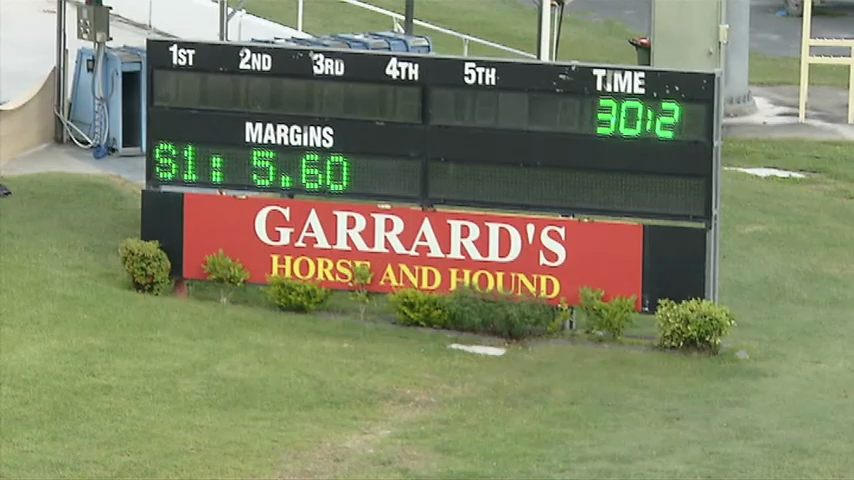 1ST 2ND 3RD 4TH 5TH TIME
30:2
MARGINS
S1: 5.60
GARRARD'S
HORSE AND HOUND